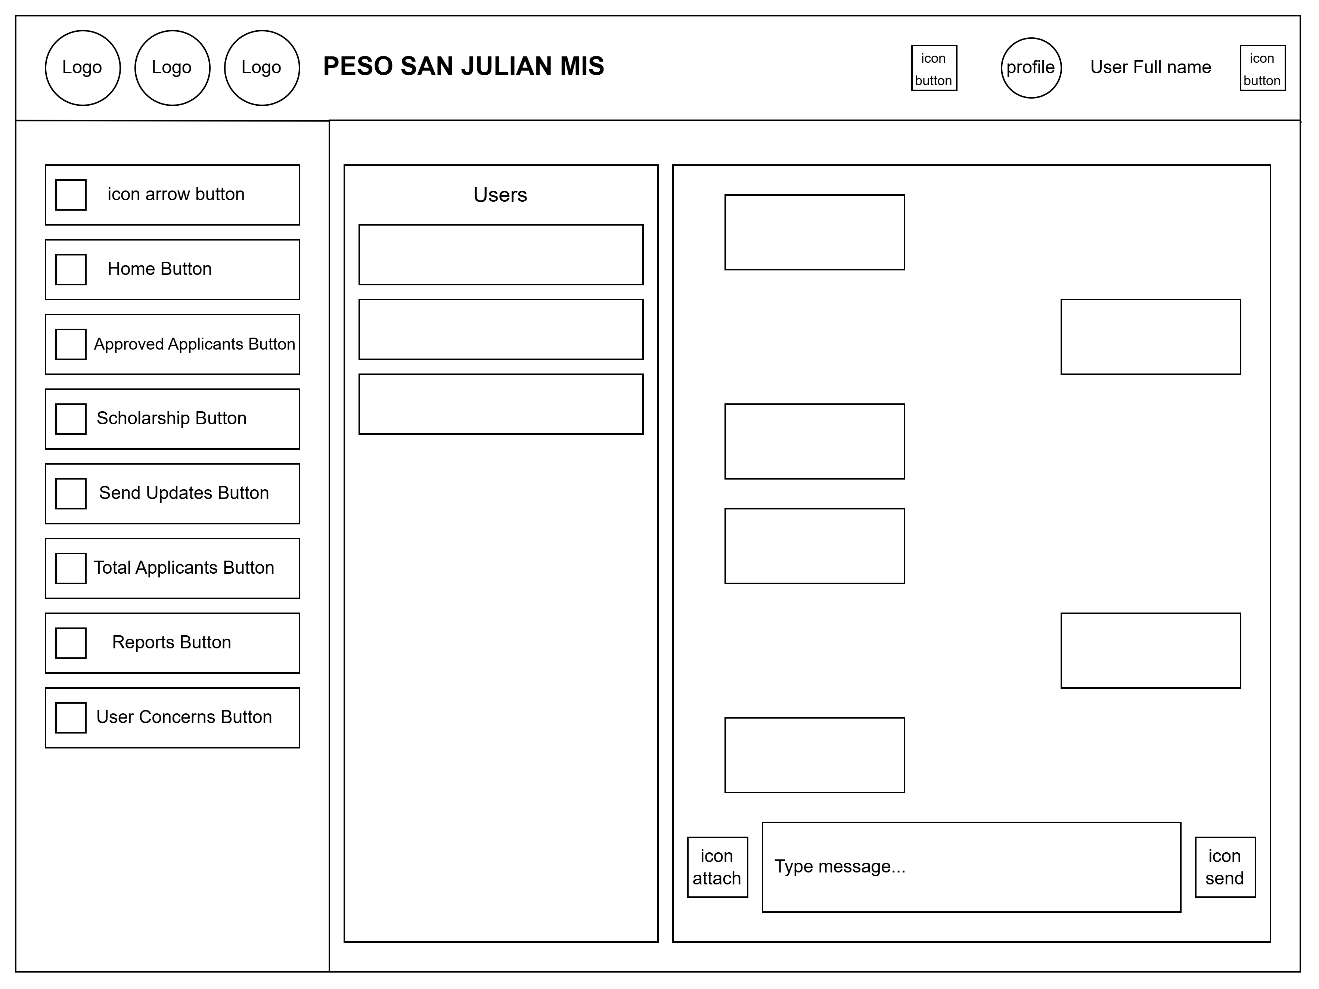 Logo
Logo
Logo
PESO SAN JULIAN MIS
icon
button
profile
User Full name
icon
button
icon arrow button
Home Button
Approved Applicants Button
Scholarship Button
Send Updates Button
Total Applicants Button
Reports Button
User Concerns Button
Users
icon
attach
Type message...
icon
send